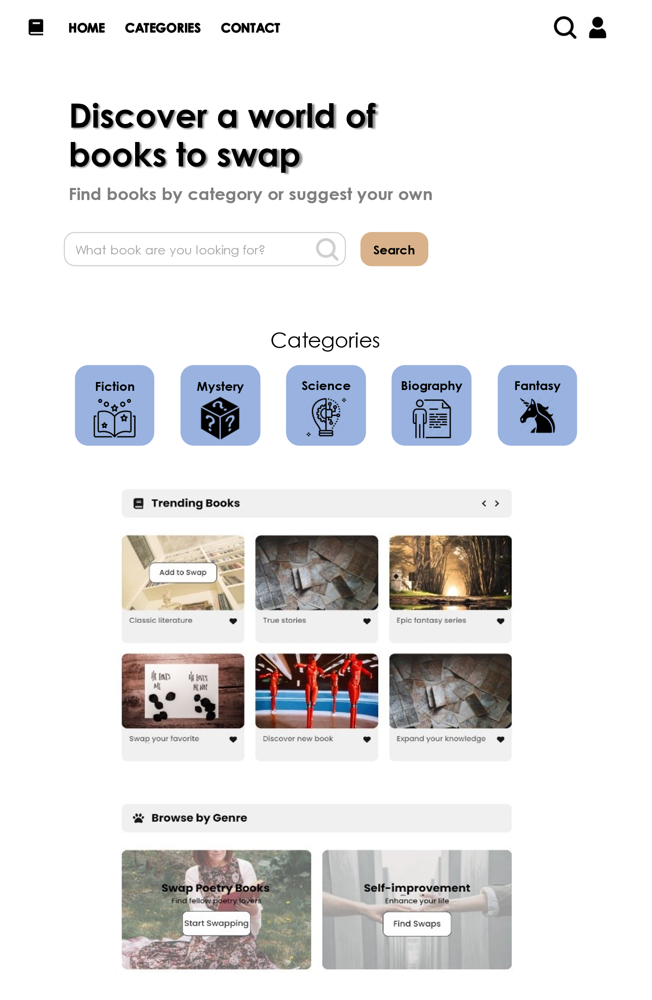 HOME CATEGORIES CONTACT
Discover a world of
books to swap
Find books by category or suggest your own
What book are you looking for? Search
Categories
Fiction Mystery Science Biography Fantasy
? ? ?
Trending Books < >
Add to Swap
Classic literature True stories Epic fantasy series
HE LOVES HE LOVES
ME ME NOT
Swap your favorite Discover new book Expand your knowledge
Browse by Genre
Swap Poetry Books Self-improvement
Find fellow poetry lovers Enhance your life
Start Swapping Find Swaps